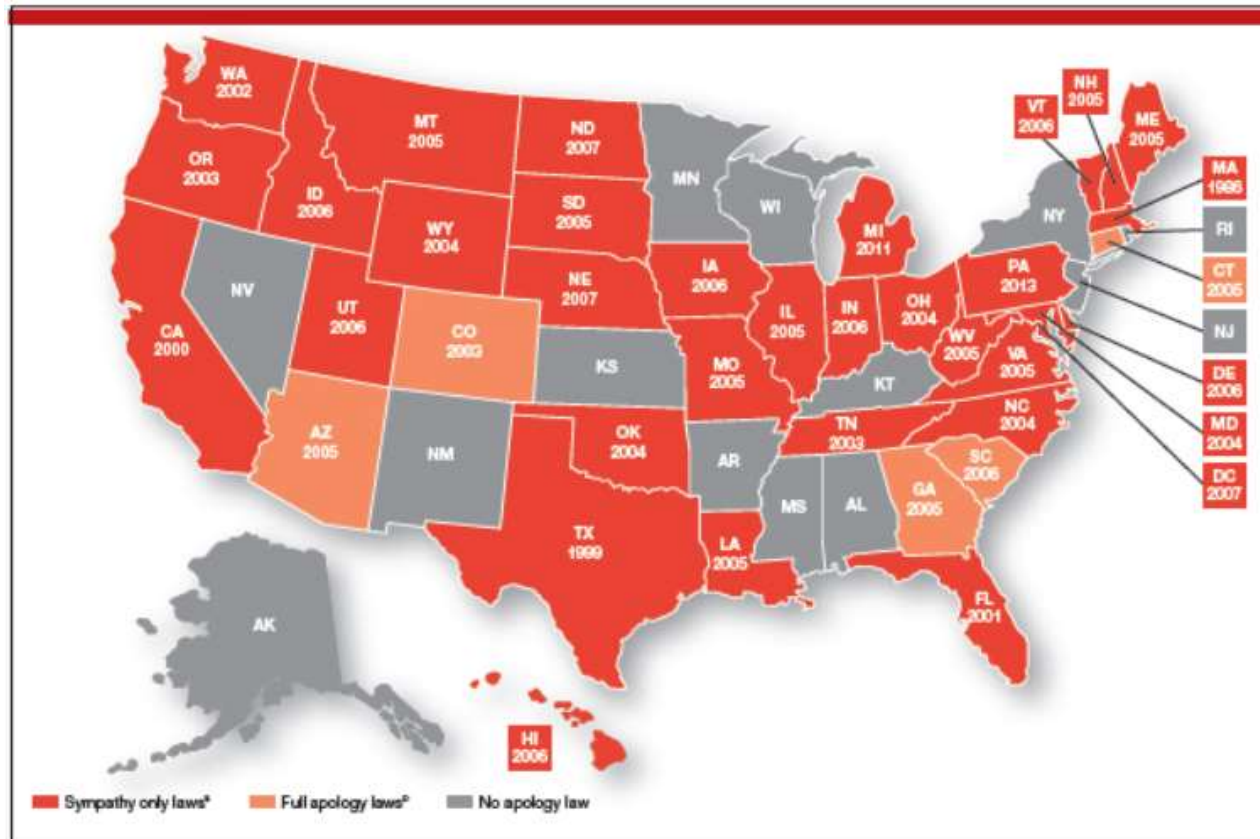 WA
2002
OR
2003
CA
2000
NV
ID
2006
MT
2005
WY
2004
UT
2006
AZ
2005
CO
2003
NM
ND
2007
SD
2005
NE
2007
KS
OK
2004
TX
1999
MN
IA
2006
MO
2005
AR
LA
2005
WI
IL
2005
MI
2011
IN
2006
OH
2004
KT
TN
2003
MS
AL
GA
2005
FL
2001
SC
2006
NC
2004
VA
2005
WV
2005
PA
2013
NY
VT
2006
NH
2005
ME
2005
MA
1986
RI
CT
2005
NJ
DE
2006
MD
2004
DC
2007
AK
HI
2006
Sympathy only lawsᵃ
Full apology lawsᵇ
No apology law